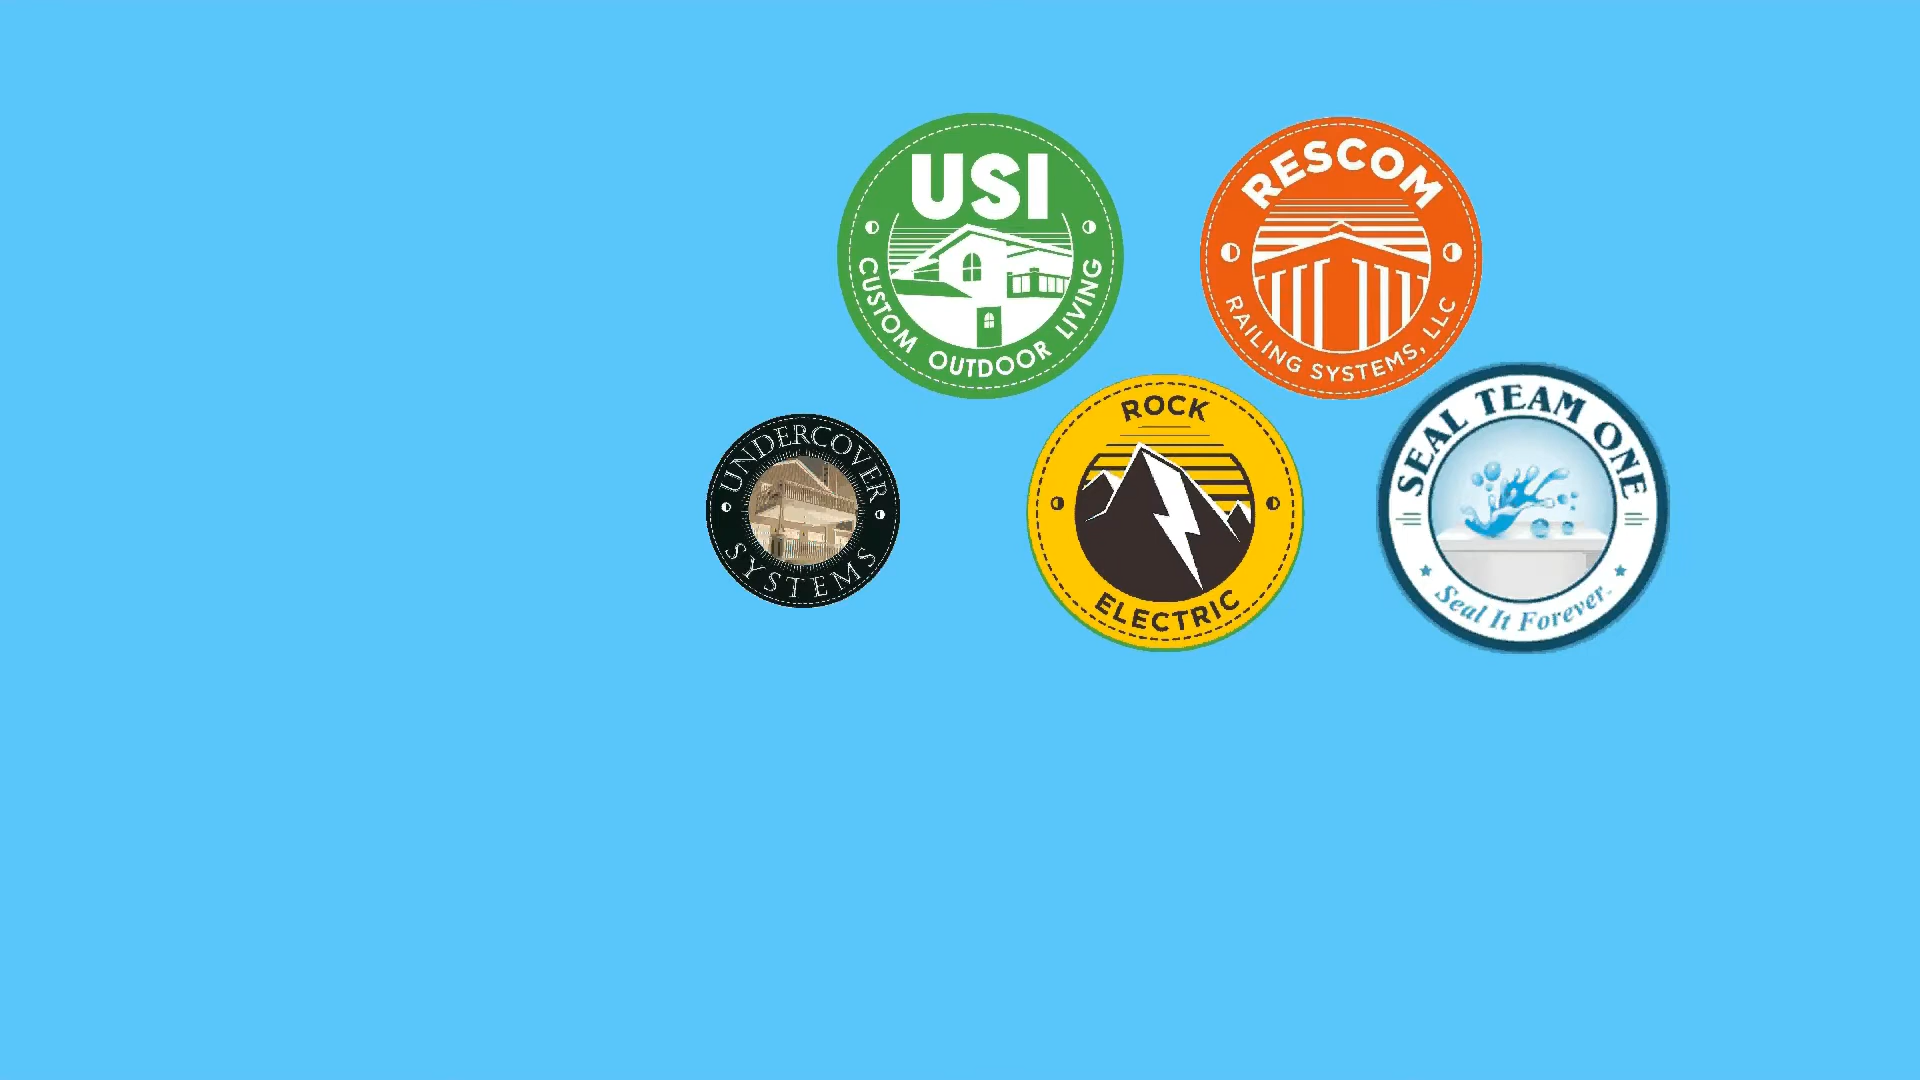 USI
CUSTOM OUTDOOR LIVING
RESCOM
RAILING SYSTEMS, LLC
UNDERCOVER
SYSTEMS
ROCK
ELECTRIC
SEAL TEAM ONE
Seal It Forever